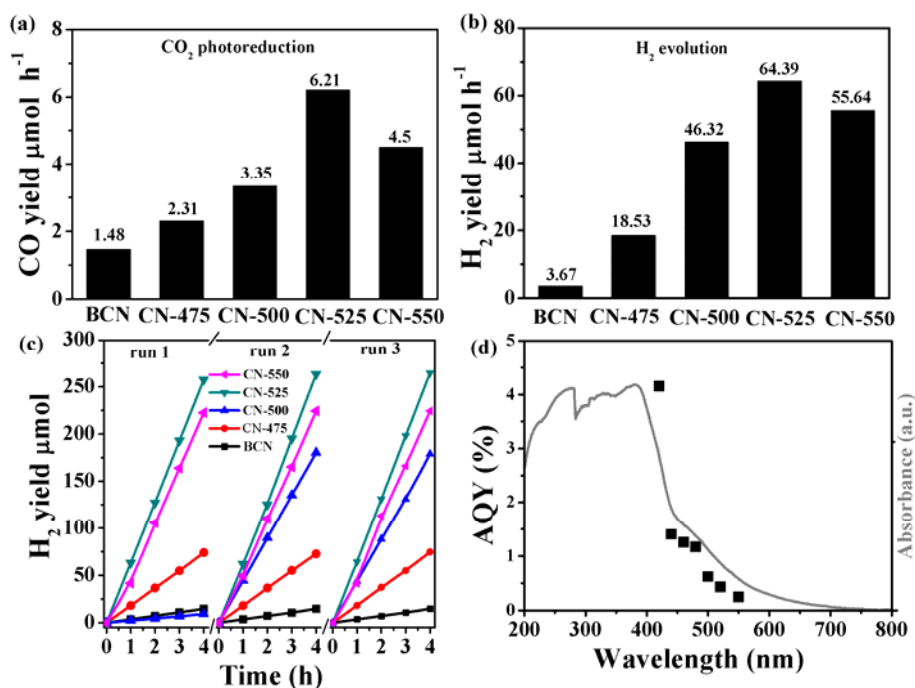 (a)
CO₂ photoreduction
CO yield μmol h⁻¹
8
6
4
2
0
1.48
2.31
3.35
6.21
4.5
BCN CN-475 CN-500 CN-525 CN-550
(b)
H₂ evolution
H₂ yield μmol h⁻¹
80
60
40
20
0
3.67
18.53
46.32
64.39
55.64
BCN CN-475 CN-500 CN-525 CN-550
(c)
run 1 run 2 run 3
H₂ yield μmol
300
250
200
150
100
50
0
CN-550
CN-525
CN-500
CN-475
BCN
0 1 2 3 4 0 1 2 3 4 0 1 2 3 4
Time (h)
(d)
AQY (%)
5
4
3
2
1
0
Absorbance (a.u.)
200 300 400 500 600 700 800
Wavelength (nm)